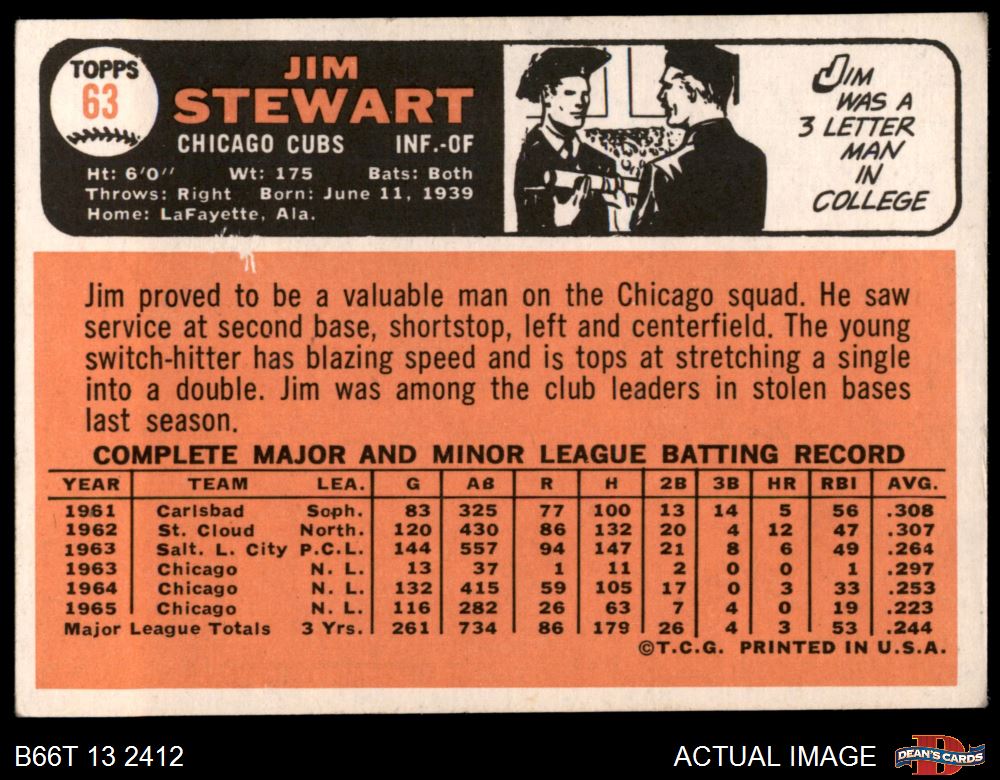 TOPPS
63
JIM
STEWART
CHICAGO CUBS INF.-OF
Ht: 6'0" Wt: 175 Bats: Both
Throws: Right Born: June 11, 1939
Home: LaFayette, Ala.
JIM
WAS A
3 LETTER
MAN
IN
COLLEGE
Jim proved to be a valuable man on the Chicago squad. He saw
service at second base, shortstop, left and centerfield. The young
switch-hitter has blazing speed and is tops at stretching a single
into a double. Jim was among the club leaders in stolen bases
last season.
COMPLETE MAJOR AND MINOR LEAGUE BATTING RECORD
YEAR TEAM LEA. G AB R H 2B 3B HR RBI AVG.
1961 Carlsbad Soph. 83 325 77 100 13 14 5 56 .308
1962 St. Cloud North. 120 430 86 132 20 4 12 47 .307
1963 Salt. L. City P.C.L. 144 557 94 147 21 8 6 49 .264
1963 Chicago N. L. 13 37 1 11 2 0 0 1 .297
1964 Chicago N. L. 132 415 59 105 17 0 3 33 .253
1965 Chicago N. L. 116 282 26 63 7 4 0 19 .223
Major League Totals 3 Yrs. 261 734 86 179 26 4 3 53 .244
©T.C.G. PRINTED IN U.S.A.
B66T 13 2412
ACTUAL IMAGE
DEAN'S CARDS